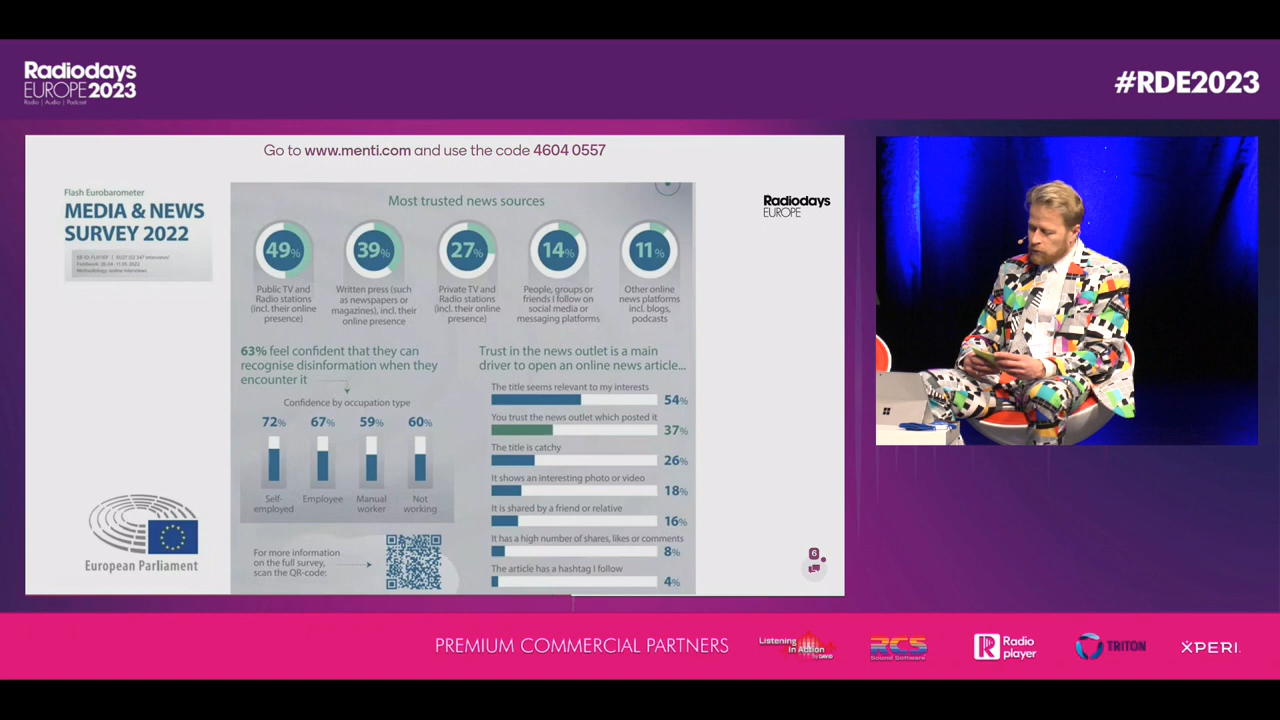 Radiodays
EUROPE 2023
Radio | Audio | Podcast
#RDE2023
Go to www.menti.com and use the code 4604 0557
Flash Eurobarometer
MEDIA & NEWS
SURVEY 2022
Methodology: online interviews
Radiodays
EUROPE
Most trusted news sources
49%
39%
27%
14%
11%
Public TV and
Radio stations
(incl. their online
presence)
Written press (such
as newspapers or
magazines), incl. their
online presence
Private TV and
Radio stations
(incl. their online
presence)
People, groups or
friends I follow on
social media or
messaging platforms
Other online
news platforms
incl. blogs,
podcasts
63% feel confident that they can
recognise disinformation when they
encounter it
Confidence by occupation type
72%
67%
59%
60%
Self-
employed
Employee
Manual
worker
Not
working
For more information
on the full survey,
scan the QR-code:
Trust in the news outlet is a main
driver to open an online news article...
The title seems relevant to my interests
54%
You trust the news outlet which posted it
37%
The title is catchy
26%
It shows an interesting photo or video
18%
It is shared by a friend or relative
16%
It has a high number of shares, likes or comments
8%
The article has a hashtag I follow
4%
European Parliament
6
PREMIUM COMMERCIAL PARTNERS
Listening
In Action
by DAVID
RCS
Sound Software
R
Radio
player
TRITON
XPERI